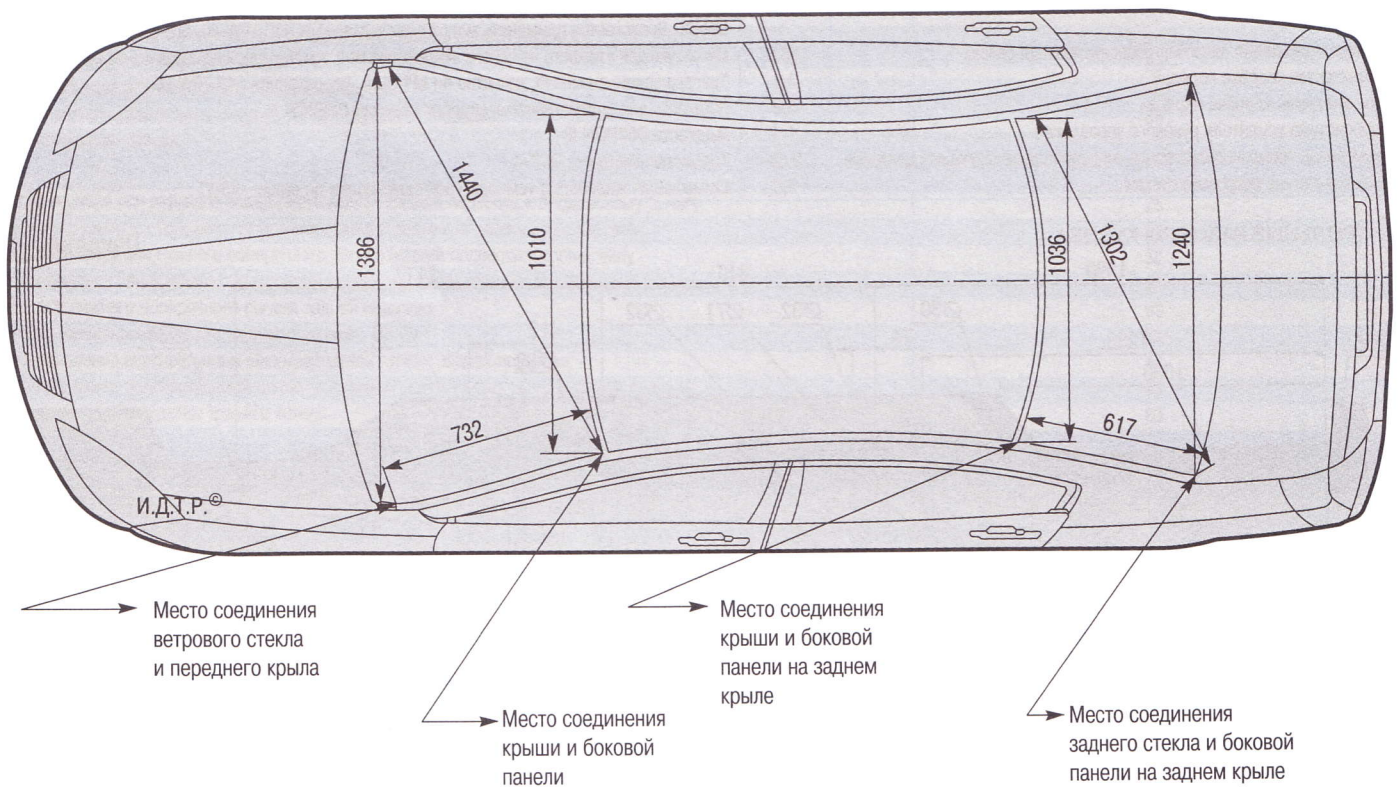 1440
1386
1010
1036
1302
1240
732
617
И.Д.Т.Р.©
Место соединения
ветрового стекла
и переднего крыла
Место соединения
крыши и боковой
панели
Место соединения
крыши и боковой
панели на заднем
крыле
Место соединения
заднего стекла и боковой
панели на заднем крыле